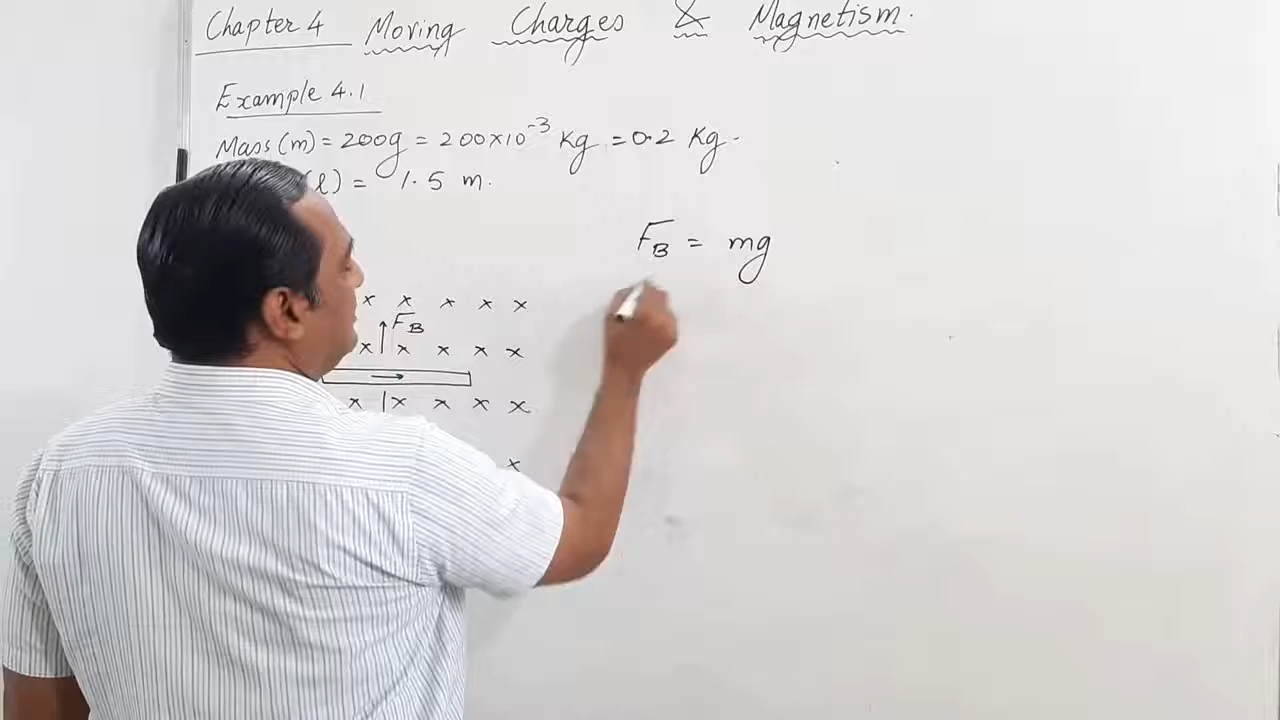 Chapter 4 Moving Charges & Magnetism.
Example 4.1
Mass (m) = 200g = 200×10⁻³ Kg = 0.2 Kg.
(l) = 1.5 m.
F_B = mg
× × × × ×
F_B
× × × × ×
× × × × ×
×